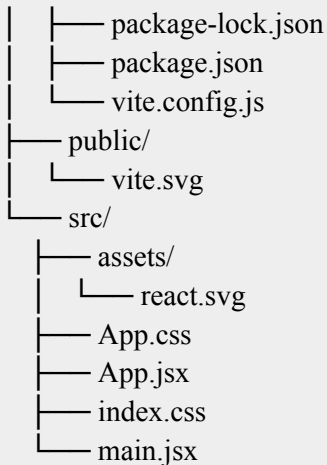 │   ├── package-lock.json
│   ├── package.json
│   └── vite.config.js
├── public/
│   └── vite.svg
└── src/
    ├── assets/
    │   └── react.svg
    ├── App.css
    ├── App.jsx
    ├── index.css
    └── main.jsx